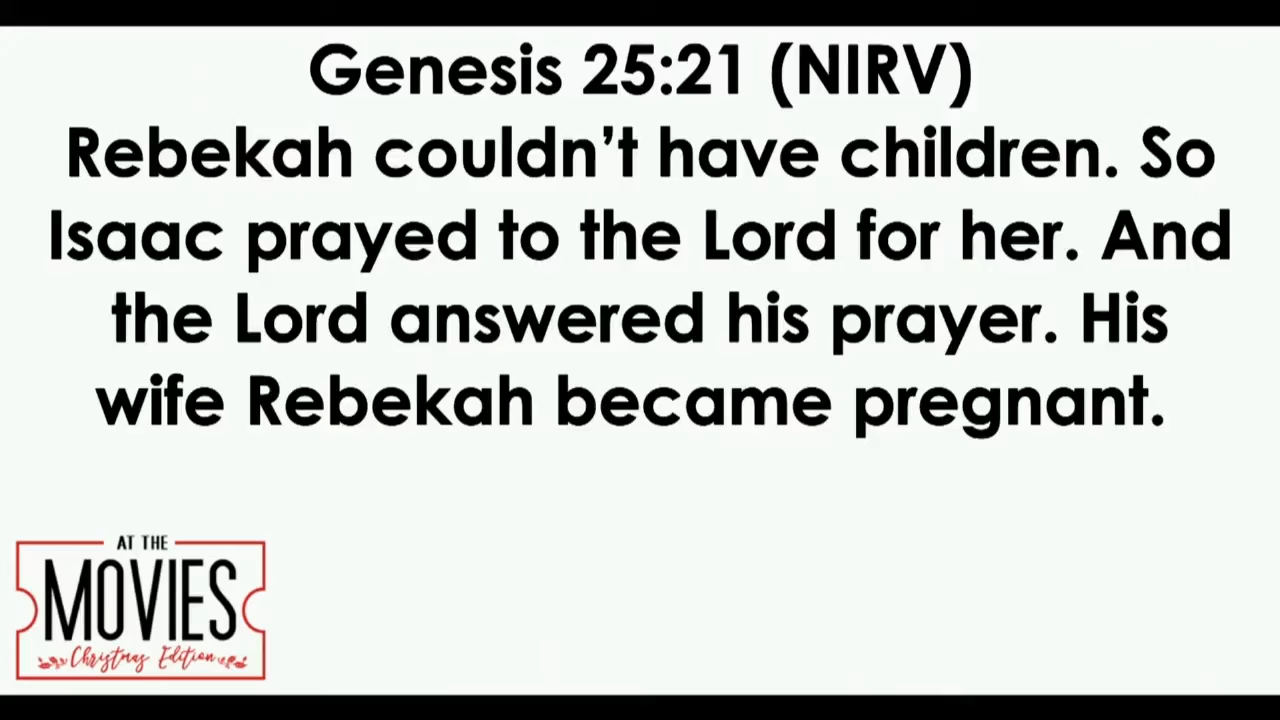 Genesis 25:21 (NIRV)
Rebekah couldn’t have children. So
Isaac prayed to the Lord for her. And
the Lord answered his prayer. His
wife Rebekah became pregnant.
AT THE
MOVIES
Christmas Edition